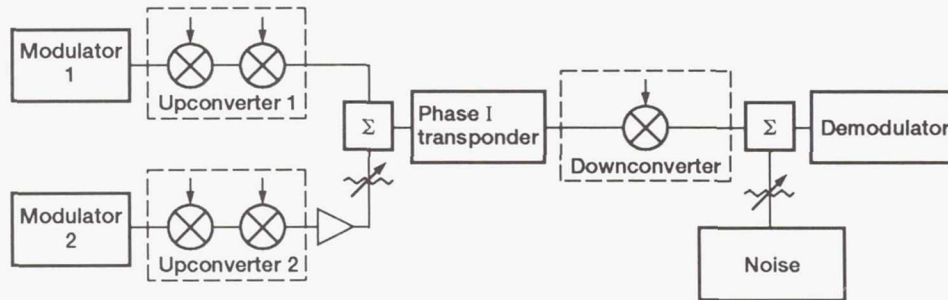 Modulator
1
Upconverter 1
Σ
Phase I
transponder
Downconverter
Σ
Demodulator
Modulator
2
Upconverter 2
Noise